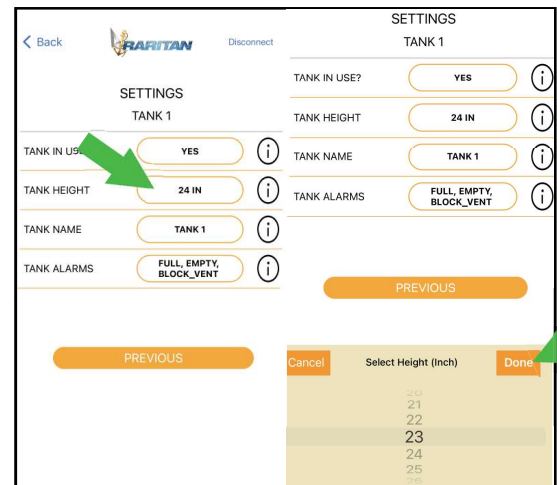 Back
RARITAN
Disconnect
SETTINGS
TANK 1
TANK IN USE?
YES
TANK HEIGHT
24 IN
TANK NAME
TANK 1
TANK ALARMS
FULL, EMPTY,
BLOCK_VENT
PREVIOUS
SETTINGS
TANK 1
TANK IN USE?
YES
TANK HEIGHT
24 IN
TANK NAME
TANK 1
TANK ALARMS
FULL, EMPTY,
BLOCK_VENT
PREVIOUS
Cancel
Select Height (Inch)
Done
20
21
22
23
24
25
26